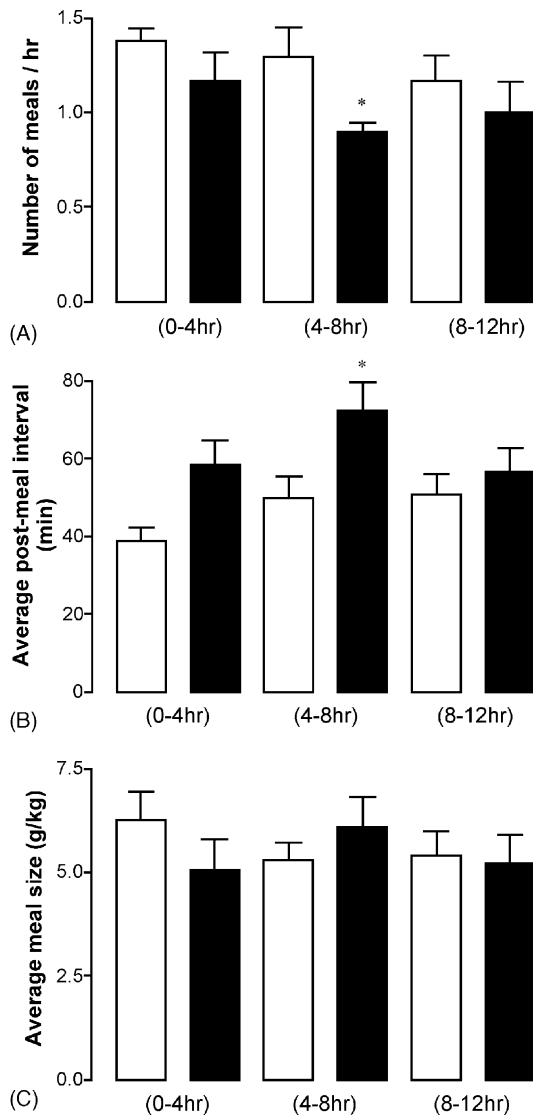 1.5
1.0
0.5
0.0
Number of meals / hr
*
(A)
(0-4hr) (4-8hr) (8-12hr)
80
60
40
20
0
Average post-meal interval
(min)
*
(B)
(0-4hr) (4-8hr) (8-12hr)
7.5
5.0
2.5
0.0
Average meal size (g/kg)
(C)
(0-4hr) (4-8hr) (8-12hr)